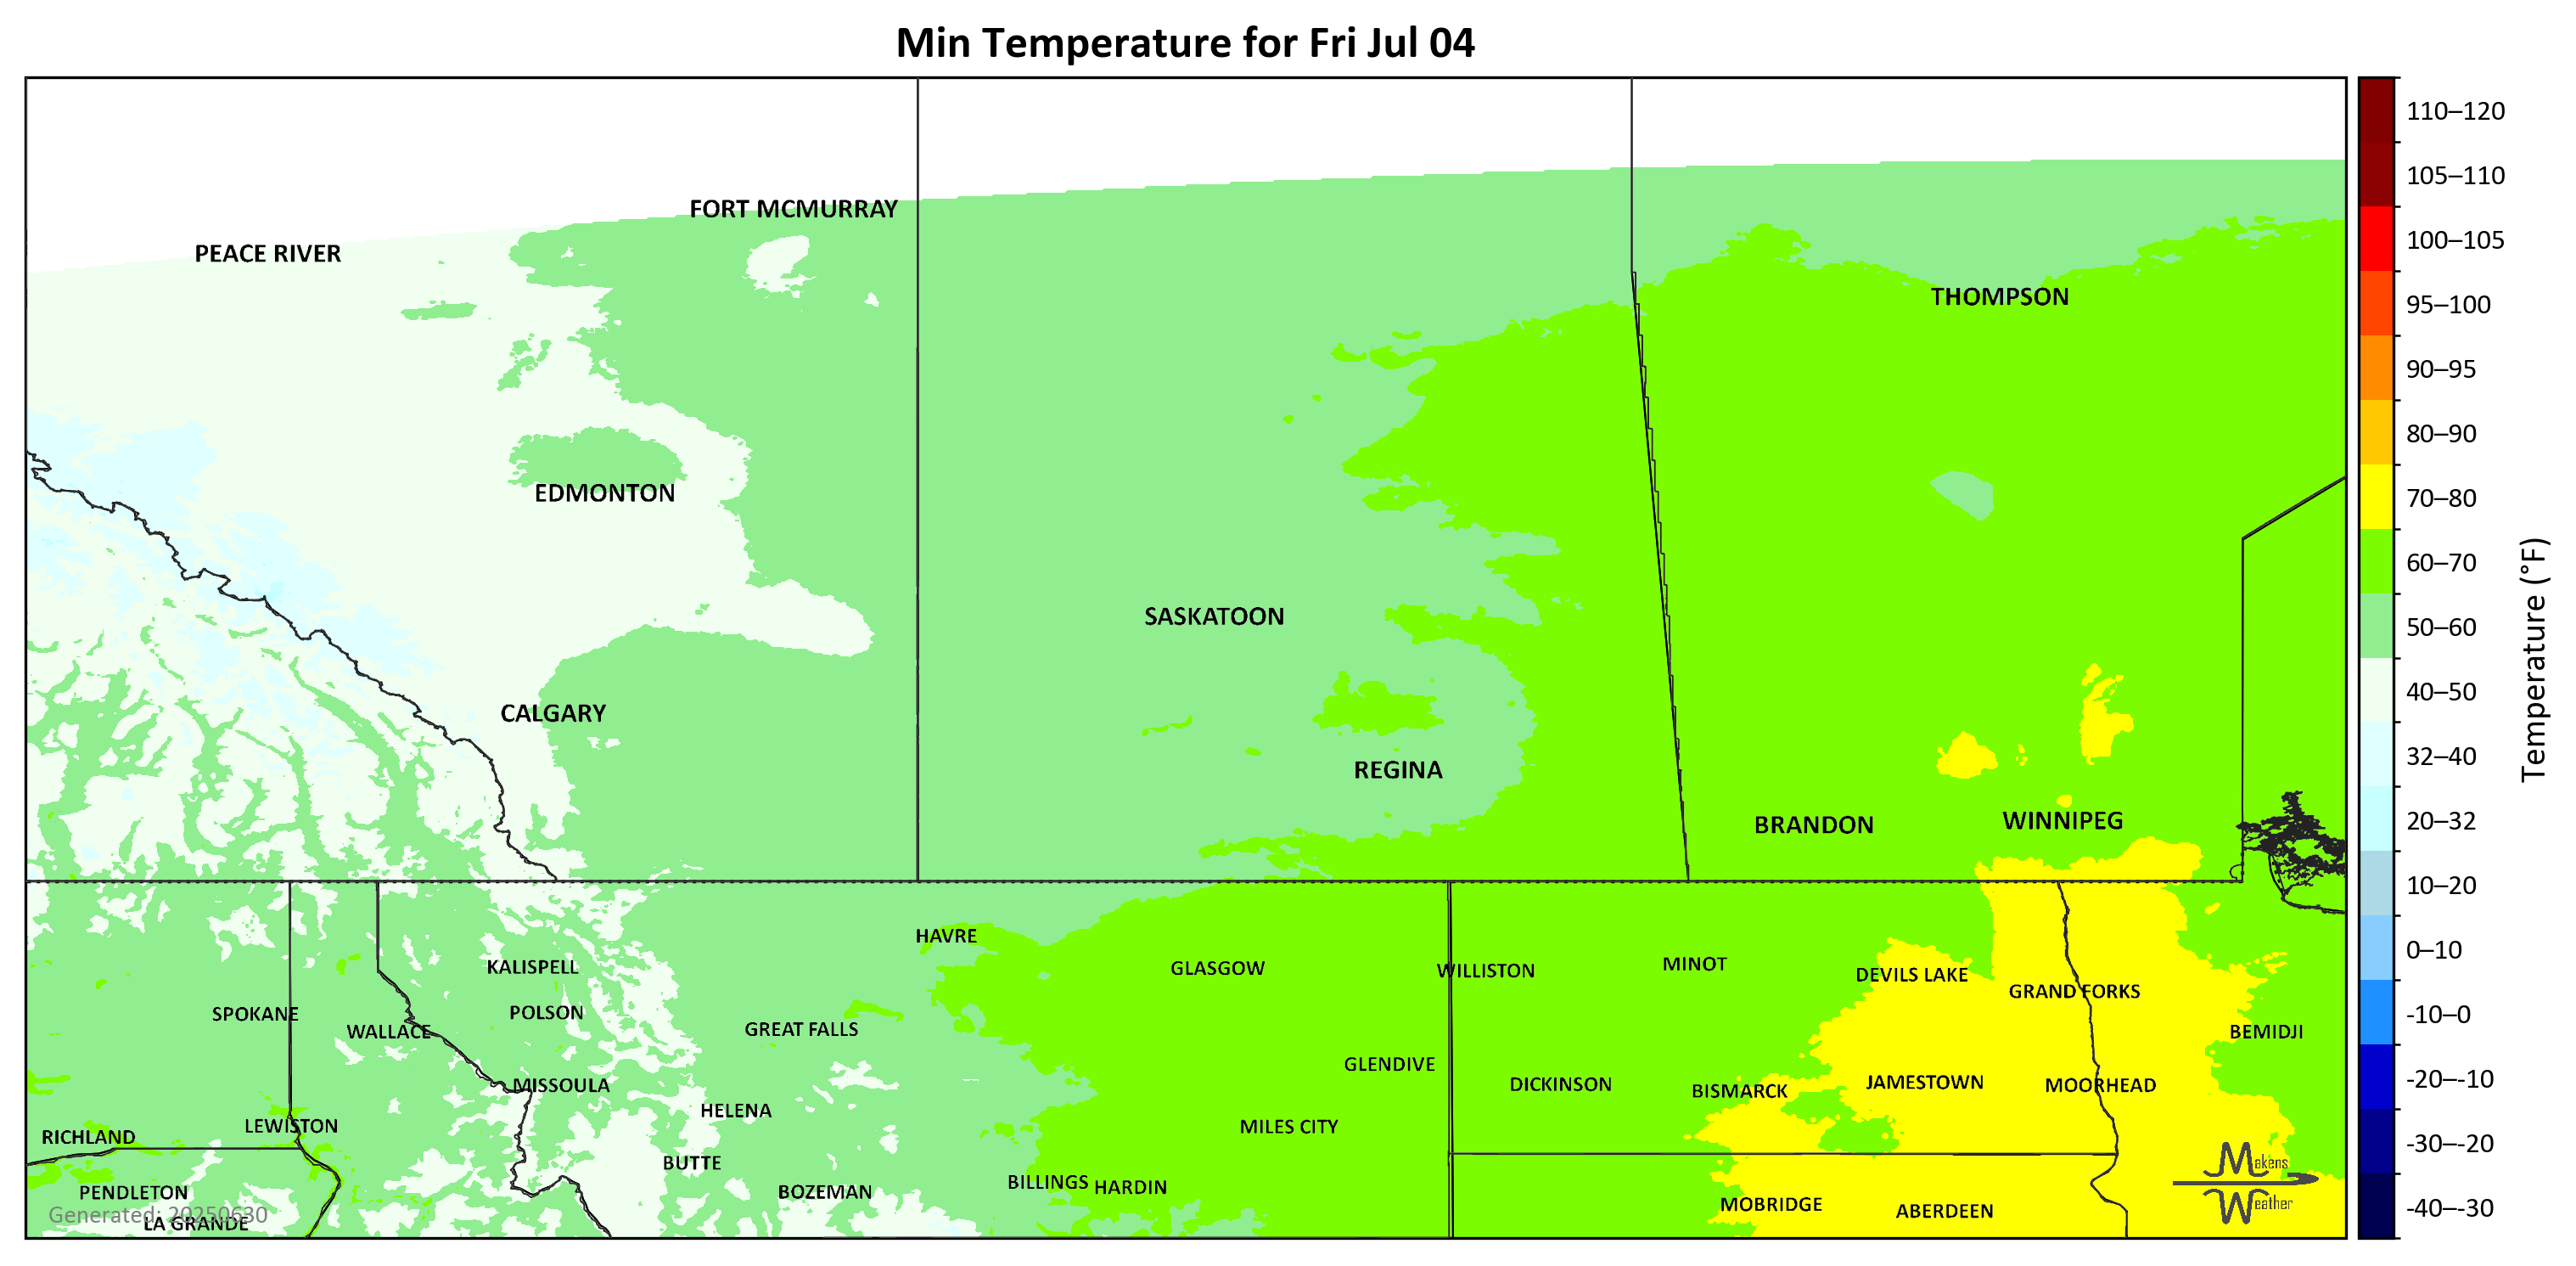 Min Temperature for Fri Jul 04
FORT MCMURRAY
PEACE RIVER
THOMPSON
EDMONTON
SASKATOON
CALGARY
REGINA
BRANDON
WINNIPEG
HAVRE
KALISPELL
GLASGOW
WILLISTON
MINOT
DEVILS LAKE
GRAND FORKS
SPOKANE
POLSON
WALLACE
GREAT FALLS
BEMIDJI
GLENDIVE
MISSOULA
DICKINSON
BISMARCK
JAMESTOWN
MOORHEAD
HELENA
LEWISTON
MILES CITY
RICHLAND
BUTTE
BILLINGS
HARDIN
PENDLETON
BOZEMAN
MOBRIDGE
ABERDEEN
LA GRANDE
Generated: 20250630
Makens
Weather
110–120
105–110
100–105
95–100
90–95
80–90
70–80
60–70
50–60
40–50
32–40
20–32
10–20
0–10
-10–0
-20–-10
-30–-20
-40–-30
Temperature (°F)